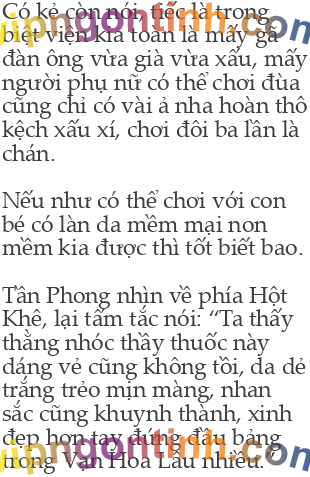 Có kẻ còn nói, tiếc là trong
biệt viện kia toàn là mấy gã
đàn ông vừa già vừa xấu, mấy
người phụ nữ có thể chơi đùa
cũng chỉ có vài ả nha hoàn thô
kệch xấu xí, chơi đôi ba lần là
chán.
Nếu như có thể chơi với con
bé có làn da mềm mại non
mềm kia được thì tốt biết bao.
Tần Phong nhìn về phía Hột
Khê, lại tấm tắc nói: “Ta thấy
thằng nhóc thầy thuốc này
dáng vẻ cũng không tồi, da dẻ
trắng trẻo mịn màng, nhan
sắc cũng khuynh thành, xinh
đẹp hơn tay đứng đầu bảng
trong Vạn Hoa Lâu nhiều.”
vipngontinh.com
vipngontinh.com